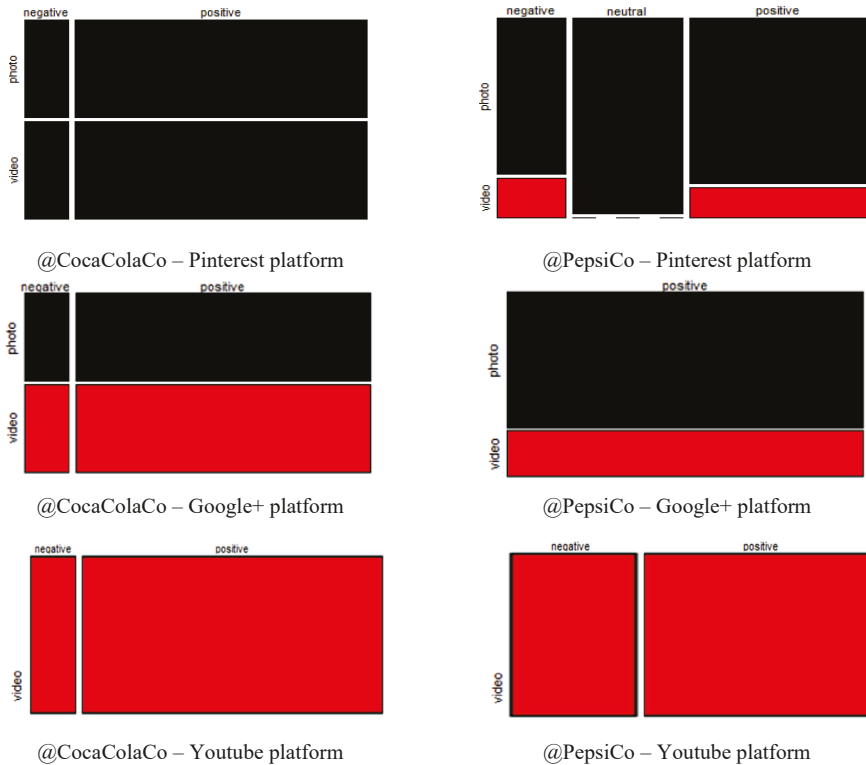 negative positive
photo
video
@CocaColaCo – Pinterest platform
negative neutral positive
photo
video
@PepsiCo – Pinterest platform
negative positive
photo
video
@CocaColaCo – Google+ platform
positive
photo
video
@PepsiCo – Google+ platform
negative positive
video
@CocaColaCo – Youtube platform
negative positive
video
@PepsiCo – Youtube platform